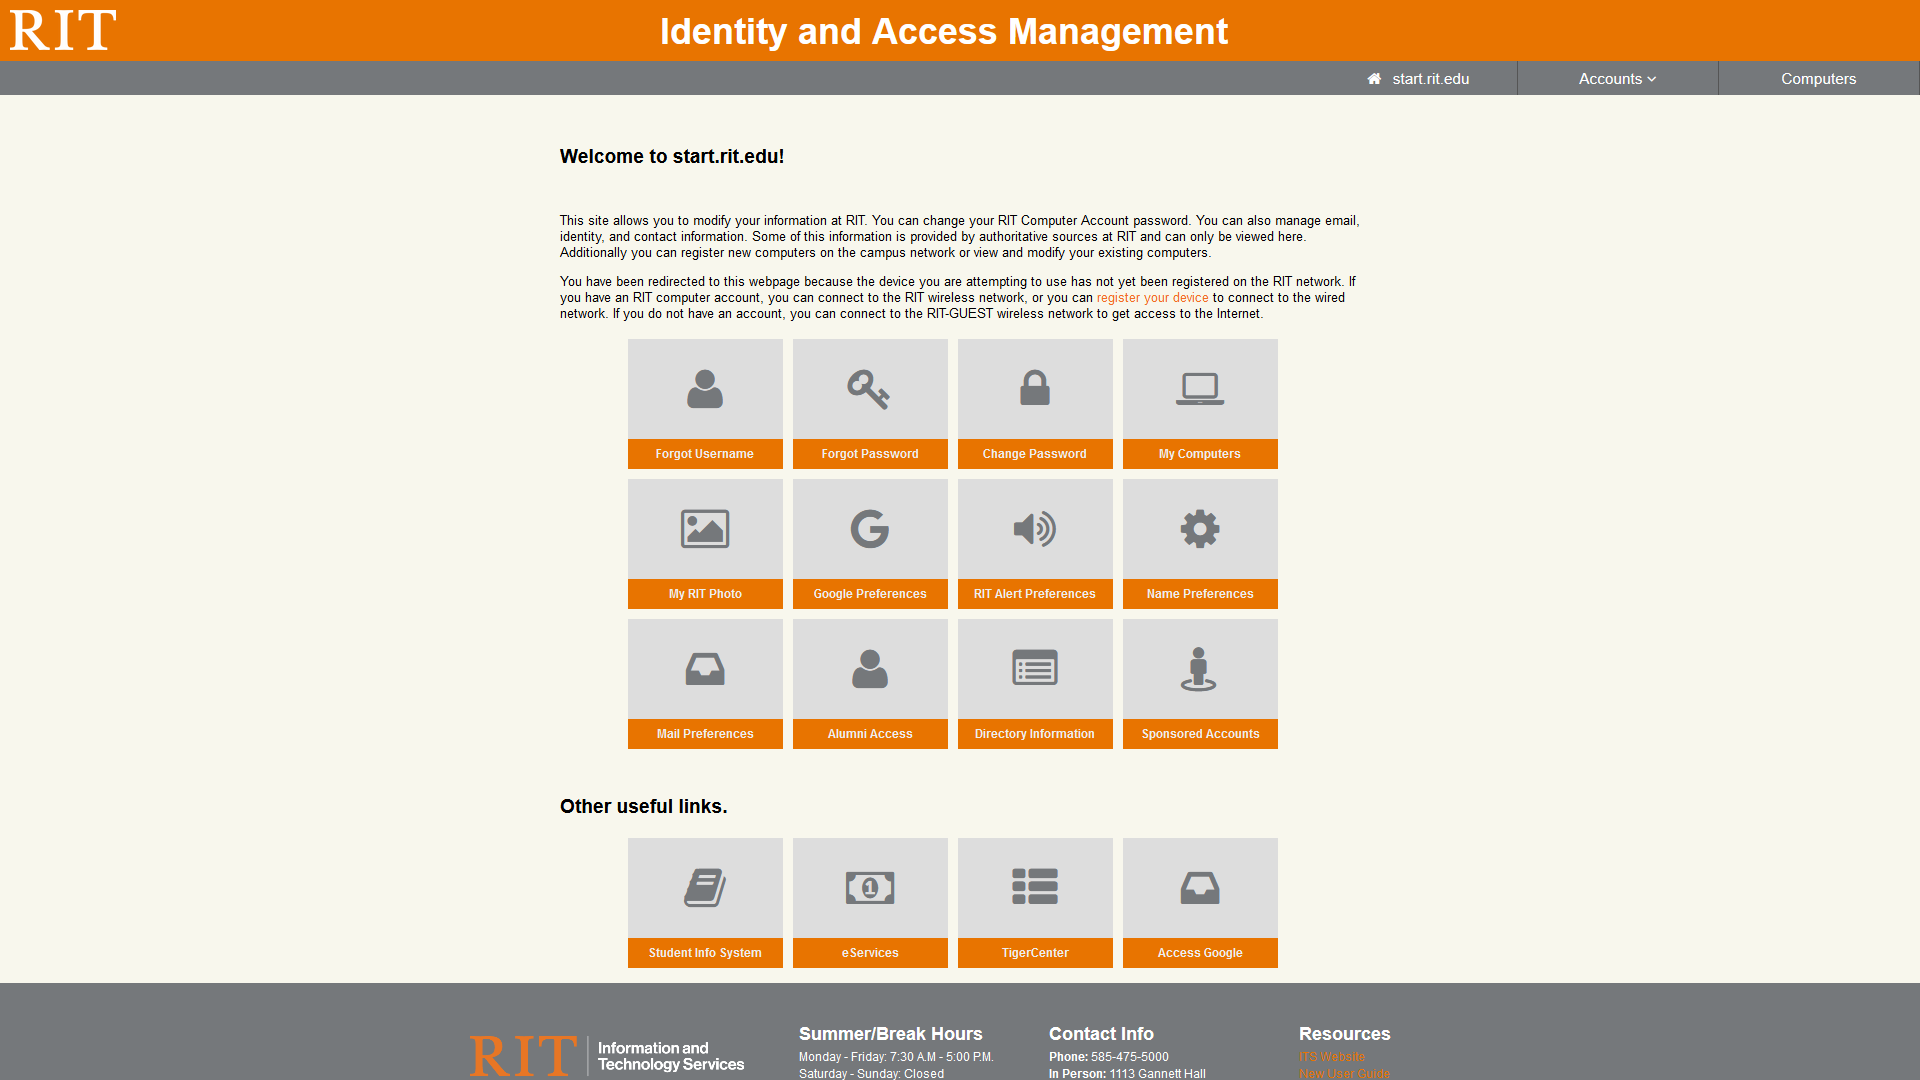 RIT
Identity and Access Management
start.rit.edu
Accounts
Computers
Welcome to start.rit.edu!
This site allows you to modify your information at RIT. You can change your RIT Computer Account password. You can also manage email,
identity, and contact information. Some of this information is provided by authoritative sources at RIT and can only be viewed here.
Additionally you can register new computers on the campus network or view and modify your existing computers.
You have been redirected to this webpage because the device you are attempting to use has not yet been registered on the RIT network. If
you have an RIT computer account, you can connect to the RIT wireless network, or you can register your device to connect to the wired
network. If you do not have an account, you can connect to the RIT-GUEST wireless network to get access to the Internet.
Forgot Username
Forgot Password
Change Password
My Computers
My RIT Photo
Google Preferences
RIT Alert Preferences
Name Preferences
Mail Preferences
Alumni Access
Directory Information
Sponsored Accounts
Other useful links.
1
Student Info System
eServices
TigerCenter
Access Google
RIT
Information and
Technology Services
Summer/Break Hours
Monday - Friday: 7:30 A.M - 5:00 P.M.
Saturday - Sunday: Closed
Contact Info
Phone: 585-475-5000
In Person: 1113 Gannett Hall
Resources
ITS Website
New User Guide